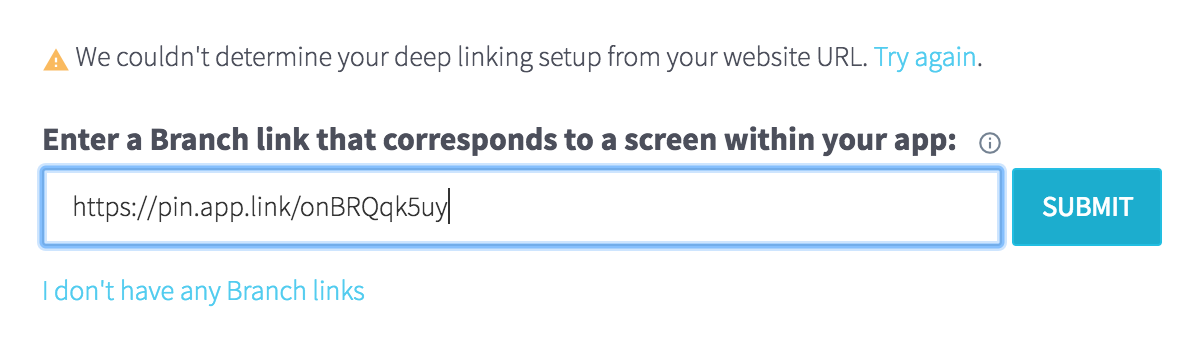 We couldn't determine your deep linking setup from your website URL. Try again.
Enter a Branch link that corresponds to a screen within your app:
https://pin.app.link/onBRQqk5uy
SUBMIT
I don't have any Branch links